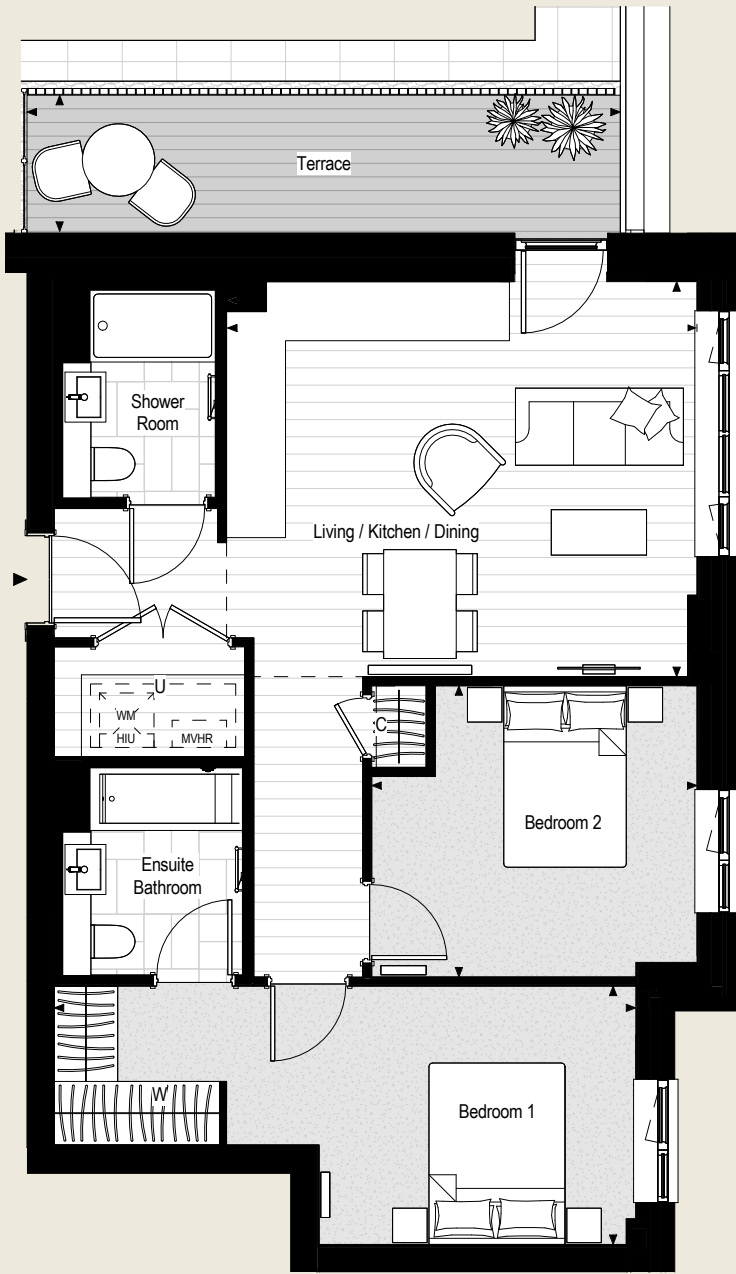 Terrace
Shower
Room
Living / Kitchen / Dining
U
WM
HIU
MVHR
C
Bedroom 2
Ensuite
Bathroom
W
Bedroom 1